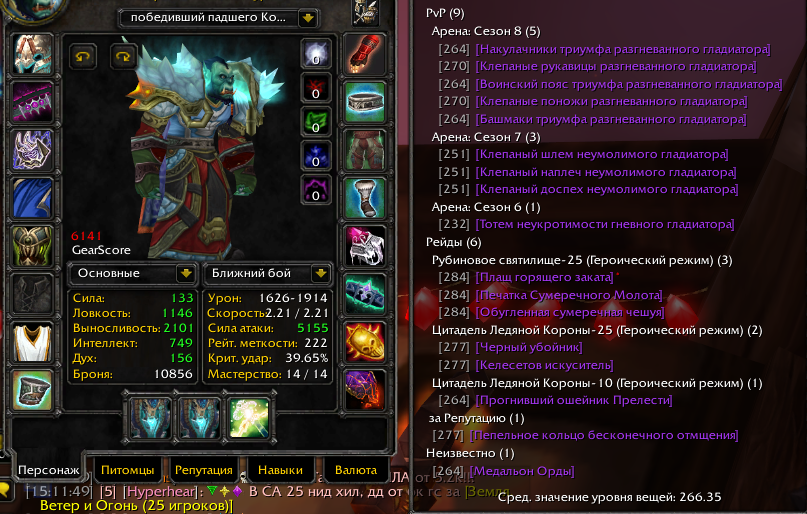 победивший падшего Ко...
0
0
0
0
0
6141
GearScore
Основные
Ближний бой
Сила: 133
Ловкость: 1146
Выносливость: 2101
Интеллект: 749
Дух: 156
Броня: 10856
Урон: 1626-1914
Скорость: 2.21 / 2.21
Сила атаки: 5155
Рейт. меткости: 222
Крит. удар: 39.65%
Мастерство: 14 / 14
Персонаж
Питомцы
Репутация
Навыки
Валюта
[15:11:49] [5] [Hyperhear]: В СА 25 нид хил, дд от ок гс за [Земля
Ветер и Огонь (25 игроков)]
PvP (9)
Арена: Сезон 8 (5)
[264] [Накулачники триумфа разгневанного гладиатора]
[270] [Клепаные рукавицы разгневанного гладиатора]
[264] [Воинский пояс триумфа разгневанного гладиатора]
[270] [Клепаные поножи разгневанного гладиатора]
[264] [Башмаки триумфа разгневанного гладиатора]
Арена: Сезон 7 (3)
[251] [Клепаный шлем неумолимого гладиатора]
[251] [Клепаный наплеч неумолимого гладиатора]
[251] [Клепаный доспех неумолимого гладиатора]
Арена: Сезон 6 (1)
[232] [Тотем неукротимости гневного гладиатора]
Рейды (6)
Рубиновое святилище-25 (Героический режим) (3)
[284] [Плащ горящего заката]
[284] [Печатка Сумеречного Молота]
[284] [Обугленная сумеречная чешуя]
Цитадель Ледяной Короны-25 (Героический режим) (2)
[277] [Черный убойник]
[277] [Келесетов искуситель]
Цитадель Ледяной Короны-10 (Героический режим) (1)
[264] [Прогнивший ошейник Прелести]
за Репутацию (1)
[277] [Пепельное кольцо бесконечного отмщения]
Неизвестно (1)
[264] [Медальон Орды]
Сред. значение уровня вещей: 266.35